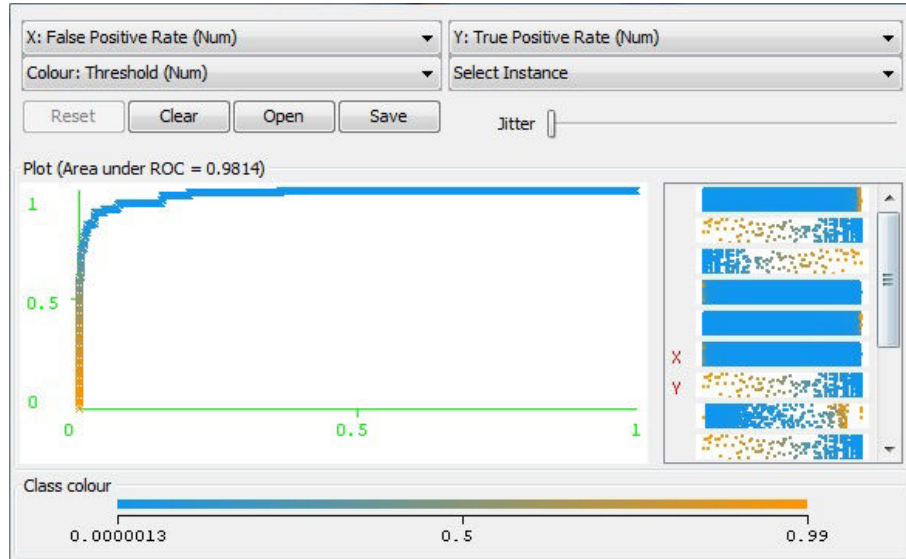 X: False Positive Rate (Num) Y: True Positive Rate (Num)
Colour: Threshold (Num) Select Instance
Reset Clear Open Save Jitter
Plot (Area under ROC = 0.9814)
1
0.5
0
0 0.5 1
X
Y
Class colour
0.0000013 0.5 0.99